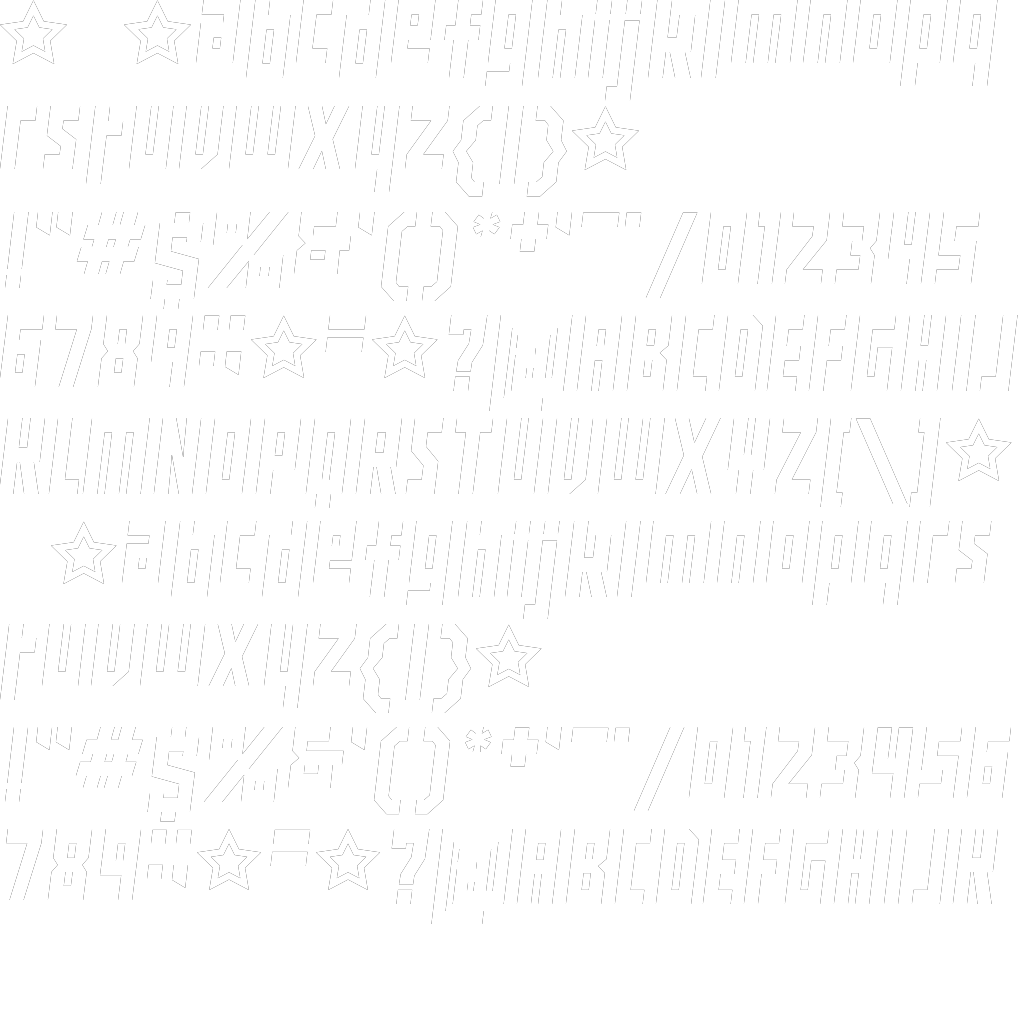 ☆ ☆abcdefghijklmnopq
rstuvwxyz{|}☆
!"#$%&'()*+,-./012345
6789:;☆=☆?@ABCDEFGHIJ
KLMNOPQRSTUVWXYZ[\]☆
☆abcdefghijklmnopqrs
tuvwxyz{|}☆
!"#$%&'()*+,-./0123456
789:;☆=☆?@ABCDEFGHIJK